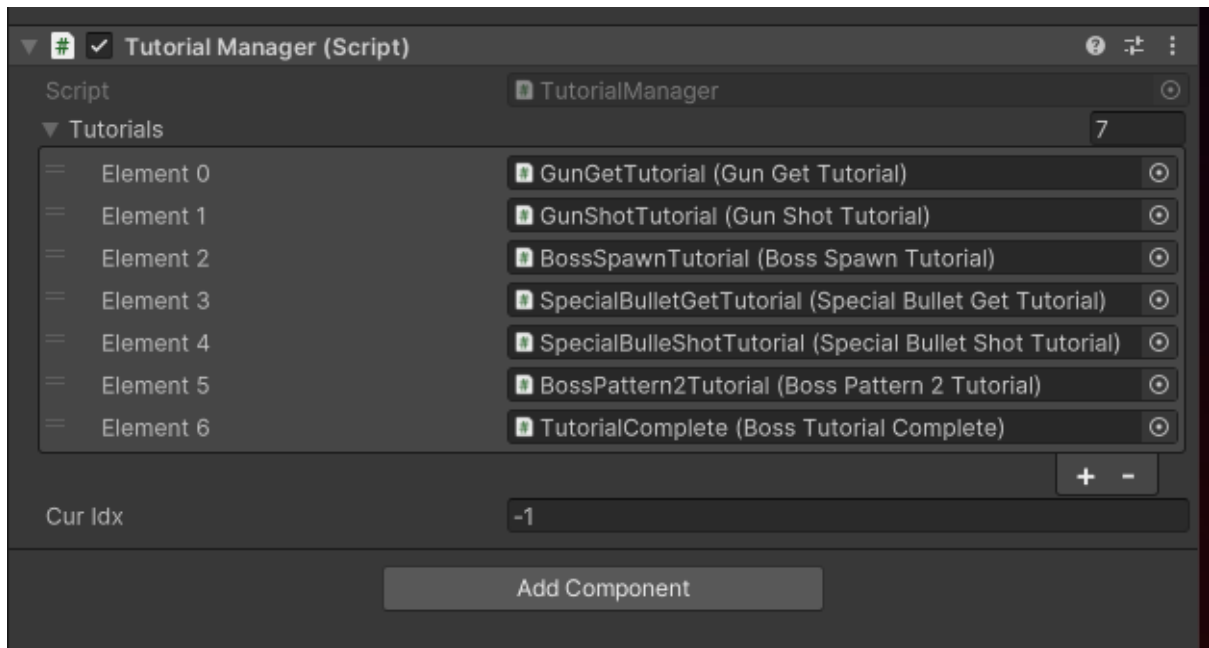 Tutorial Manager (Script)
Script TutorialManager
Tutorials 7
Element 0 GunGetTutorial (Gun Get Tutorial)
Element 1 GunShotTutorial (Gun Shot Tutorial)
Element 2 BossSpawnTutorial (Boss Spawn Tutorial)
Element 3 SpecialBulletGetTutorial (Special Bullet Get Tutorial)
Element 4 SpecialBulleShotTutorial (Special Bullet Shot Tutorial)
Element 5 BossPattern2Tutorial (Boss Pattern 2 Tutorial)
Element 6 TutorialComplete (Boss Tutorial Complete)
+ -
Cur Idx -1
Add Component